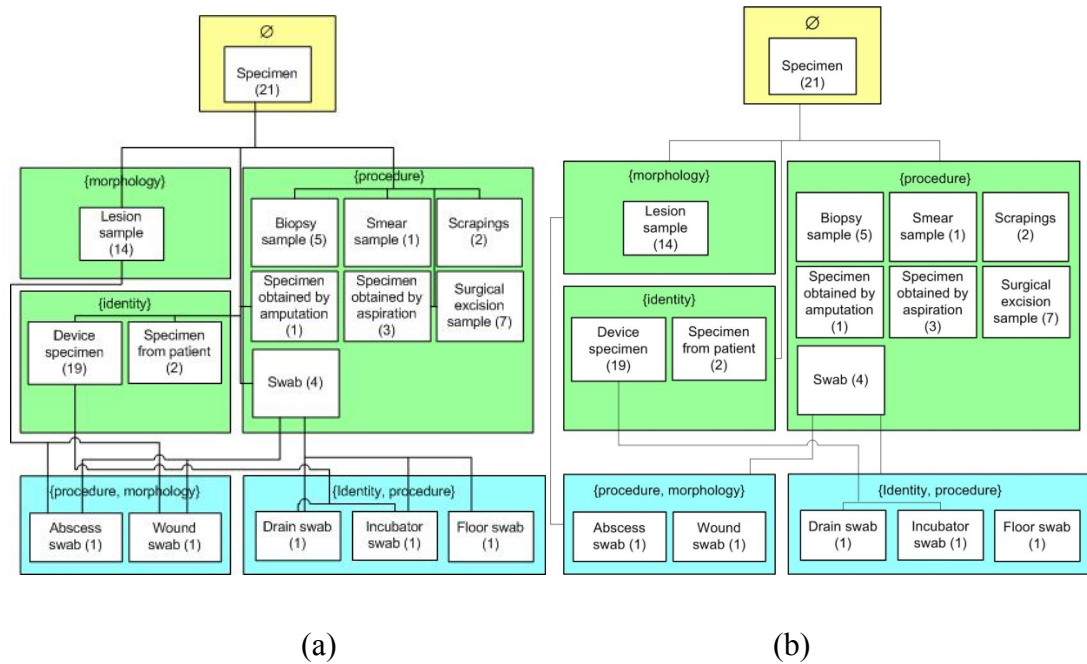 ∅
Specimen
(21)
{morphology}
Lesion
sample
(14)
{procedure}
Biopsy
sample (5)
Smear
sample (1)
Scrapings
(2)
Specimen
obtained by
amputation
(1)
Specimen
obtained by
aspiration
(3)
Surgical
excision
sample (7)
{identity}
Device
specimen
(19)
Specimen
from patient
(2)
Swab (4)
{procedure, morphology}
Abscess
swab (1)
Wound
swab (1)
{Identity, procedure}
Drain swab
(1)
Incubator
swab (1)
Floor swab
(1)
(a)
∅
Specimen
(21)
{morphology}
Lesion
sample
(14)
{procedure}
Biopsy
sample (5)
Smear
sample (1)
Scrapings
(2)
Specimen
obtained by
amputation
(1)
Specimen
obtained by
aspiration
(3)
Surgical
excision
sample (7)
{identity}
Device
specimen
(19)
Specimen
from patient
(2)
Swab (4)
{procedure, morphology}
Abscess
swab (1)
Wound
swab (1)
{Identity, procedure}
Drain swab
(1)
Incubator
swab (1)
Floor swab
(1)
(b)